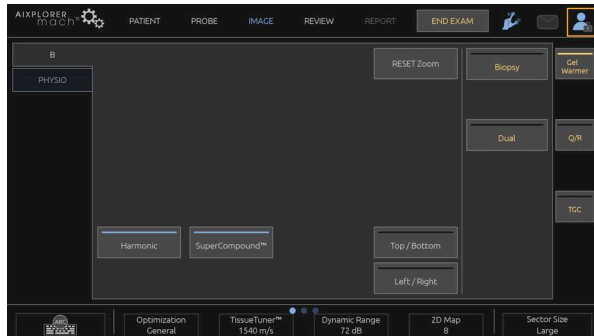 AIXPLORER
mach
PATIENT
PROBE
IMAGE
REVIEW
REPORT
END EXAM
B
PHYSIO
RESET Zoom
Biopsy
Gel
Warmer
Dual
Q/R
TGC
Harmonic
SuperCompound™
Top / Bottom
Left / Right
ABC
Optimization
General
TissueTuner™
1540 m/s
Dynamic Range
72 dB
2D Map
8
Sector Size
Large